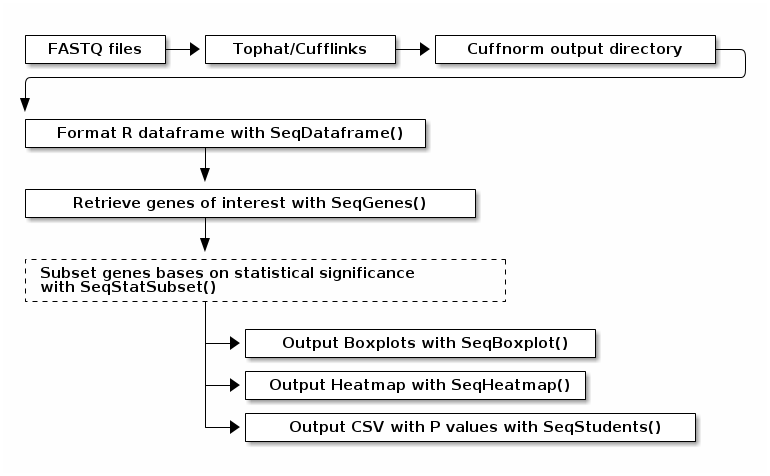 FASTQ files
Tophat/Cufflinks
Cuffnorm output directory
Format R dataframe with SeqDataframe()
Retrieve genes of interest with SeqGenes()
Subset genes bases on statistical significance
with SeqStatSubset()
Output Boxplots with SeqBoxplot()
Output Heatmap with SeqHeatmap()
Output CSV with P values with SeqStudents()